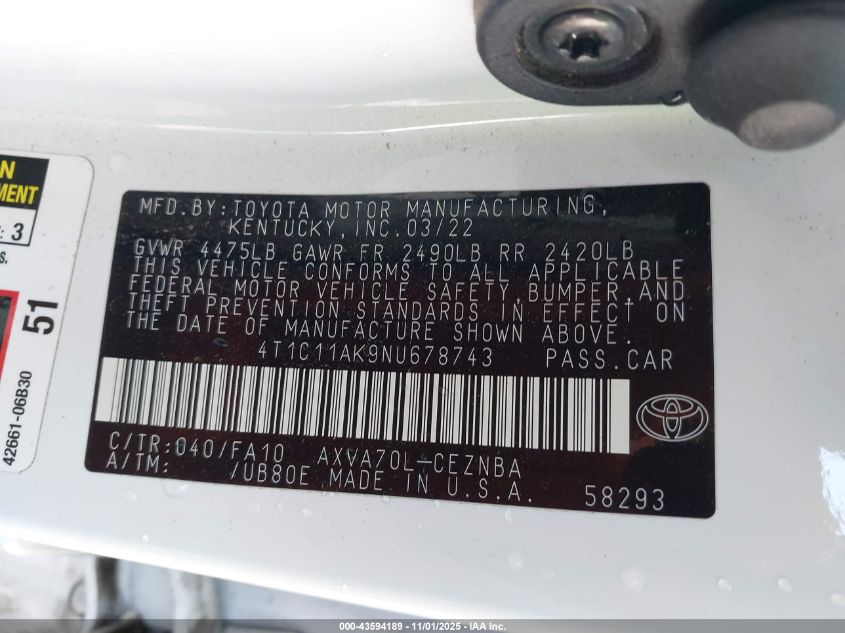 N
MENT
: 3
S.
51
42661-06B30
MFD.BY:TOYOTA MOTOR MANUFACTURING,
KENTUCKY,INC.03/22
GVWR 4475LB GAWR FR 2490LB RR 2420LB
THIS VEHICLE CONFORMS TO ALL APPLICABLE
FEDERAL MOTOR VEHICLE SAFETY,BUMPER,AND
THEFT PREVENTION STANDARDS IN EFFECT ON
THE DATE OF MANUFACTURE SHOWN ABOVE.
4T1C11AK9NU678743 PASS.CAR
C/TR:040/FA10 AXVA70L-CEZNBA
A/TM: /UB80E MADE IN U.S.A.
58293
000-43594189 - 11/01/2025 - IAA Inc.